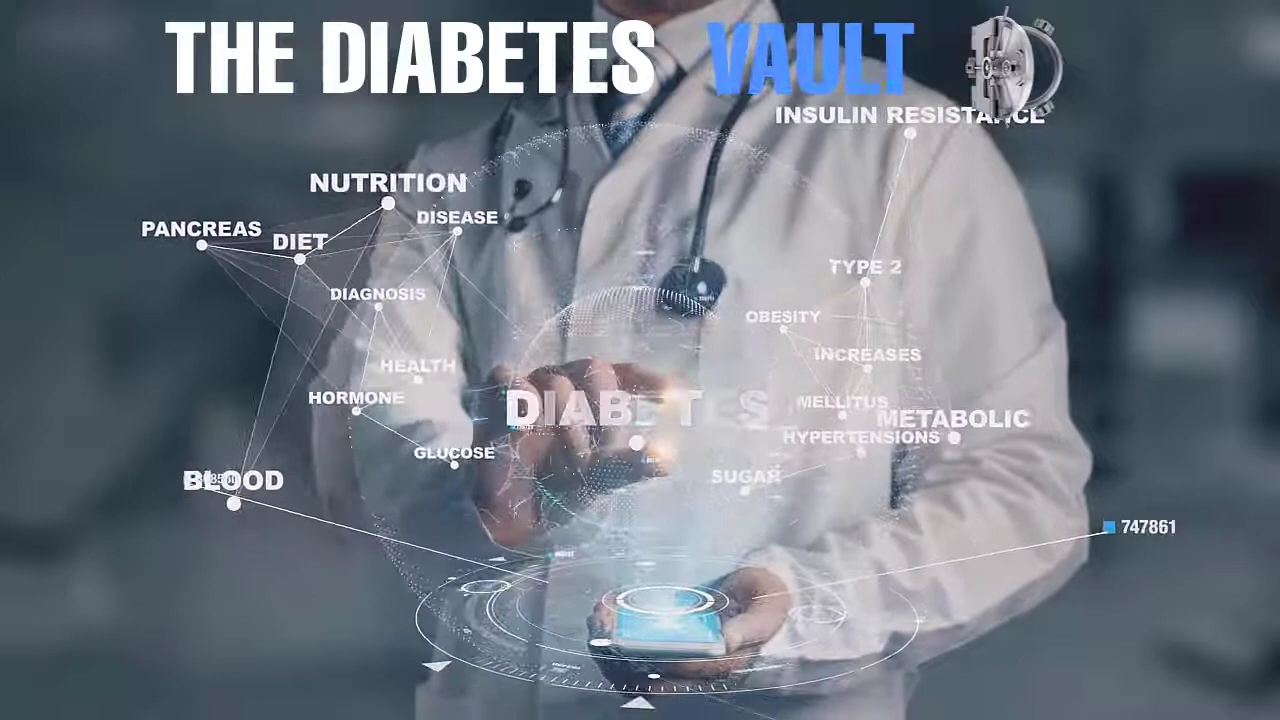 THE DIABETES VAULT
INSULIN RESISTANCE
NUTRITION
DISEASE
PANCREAS
DIET
TYPE 2
DIAGNOSIS
OBESITY
INCREASES
HEALTH
HORMONE
DIABETES
MELLITUS
METABOLIC
HYPERTENSIONS
GLUCOSE
SUGAR
BLOOD
747861